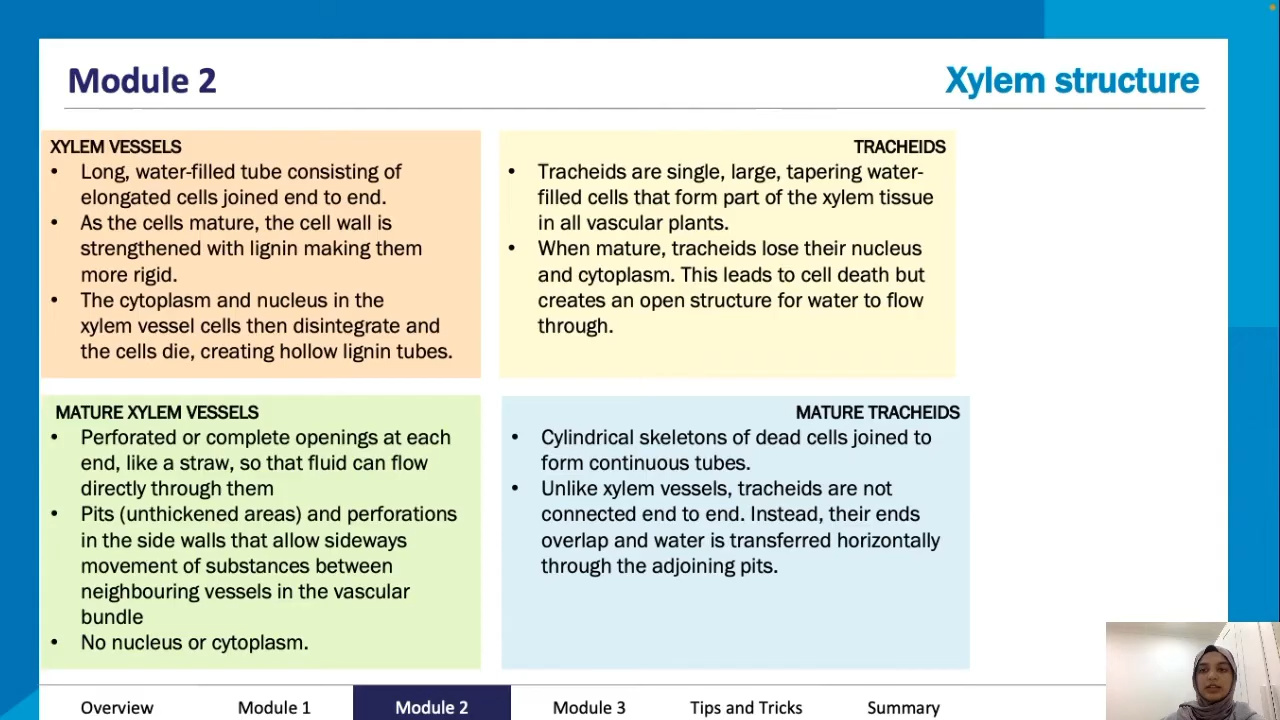 Module 2
Xylem structure
XYLEM VESSELS
• Long, water-filled tube consisting of
elongated cells joined end to end.
• As the cells mature, the cell wall is
strengthened with lignin making them
more rigid.
• The cytoplasm and nucleus in the
xylem vessel cells then disintegrate and
the cells die, creating hollow lignin tubes.
TRACHEIDS
• Tracheids are single, large, tapering water-
filled cells that form part of the xylem tissue
in all vascular plants.
• When mature, tracheids lose their nucleus
and cytoplasm. This leads to cell death but
creates an open structure for water to flow
through.
MATURE XYLEM VESSELS
• Perforated or complete openings at each
end, like a straw, so that fluid can flow
directly through them
• Pits (unthickened areas) and perforations
in the side walls that allow sideways
movement of substances between
neighbouring vessels in the vascular
bundle
• No nucleus or cytoplasm.
MATURE TRACHEIDS
• Cylindrical skeletons of dead cells joined to
form continuous tubes.
• Unlike xylem vessels, tracheids are not
connected end to end. Instead, their ends
overlap and water is transferred horizontally
through the adjoining pits.
Overview
Module 1
Module 2
Module 3
Tips and Tricks
Summary